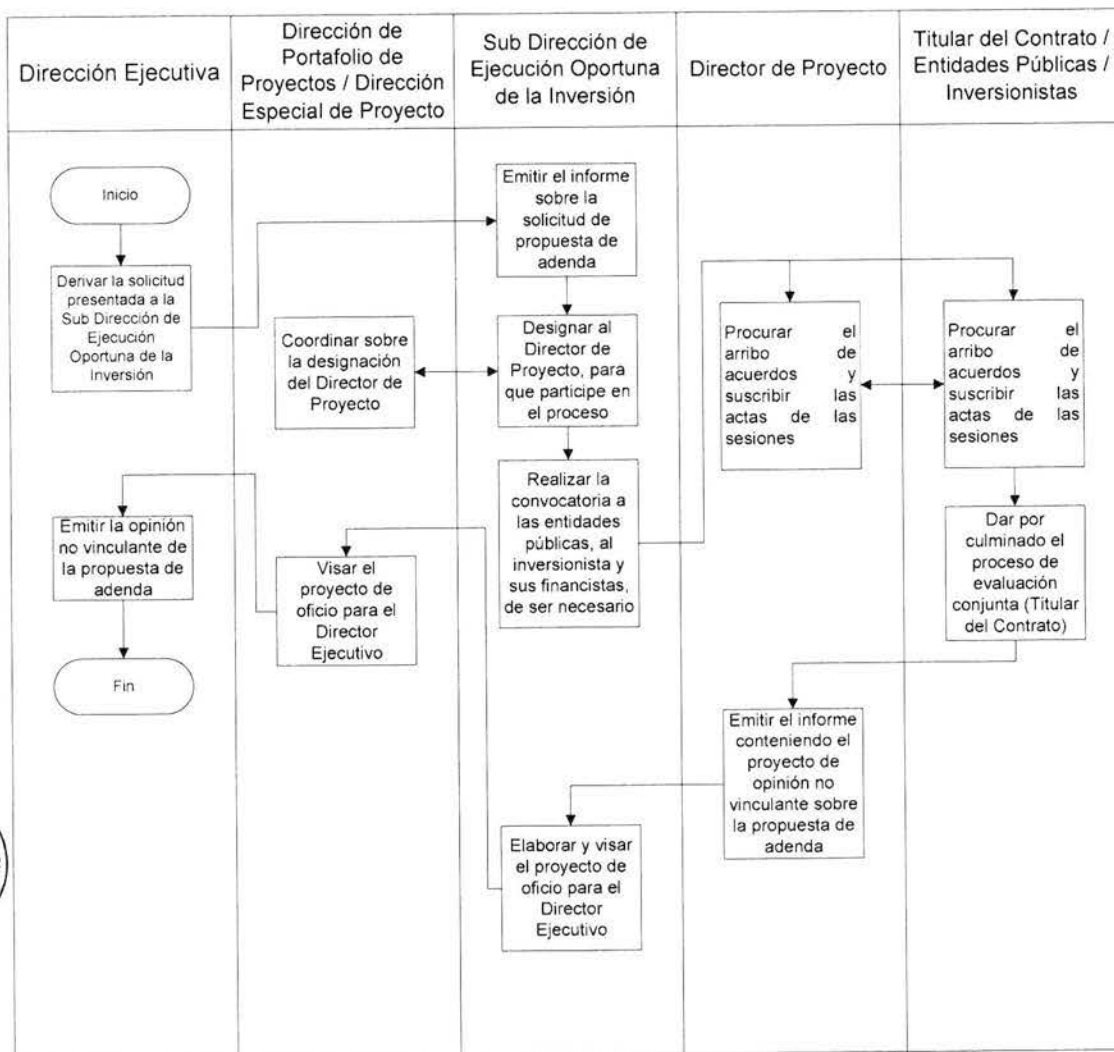 Dirección Ejecutiva
Dirección de
Portafolio de
Proyectos / Dirección
Especial de Proyecto
Sub Dirección de
Ejecución Oportuna
de la Inversión
Director de Proyecto
Titular del Contrato /
Entidades Públicas /
Inversionistas
Inicio
Derivar la solicitud
presentada a la
Sub Dirección de
Ejecución
Oportuna de la
Inversión
Emitir el informe
sobre la
solicitud de
propuesta de
adenda
Coordinar sobre
la designación
del Director de
Proyecto
Designar al
Director de
Proyecto, para
que participe en
el proceso
Realizar la
convocatoria a
las entidades
públicas, al
inversionista y
sus financistas,
de ser necesario
Procurar el
arribo de
acuerdos y
suscribir las
actas de las
sesiones
Procurar el
arribo de
acuerdos y
suscribir las
actas de las
sesiones
Dar por
culminado el
proceso de
evaluación
conjunta (Titular
del Contrato)
Emitir el informe
conteniendo el
proyecto de
opinión no
vinculante sobre
la propuesta de
adenda
Elaborar y visar
el proyecto de
oficio para el
Director
Ejecutivo
Visar el
proyecto de
oficio para el
Director
Ejecutivo
Emitir la opinión
no vinculante de
la propuesta de
adenda
Fin